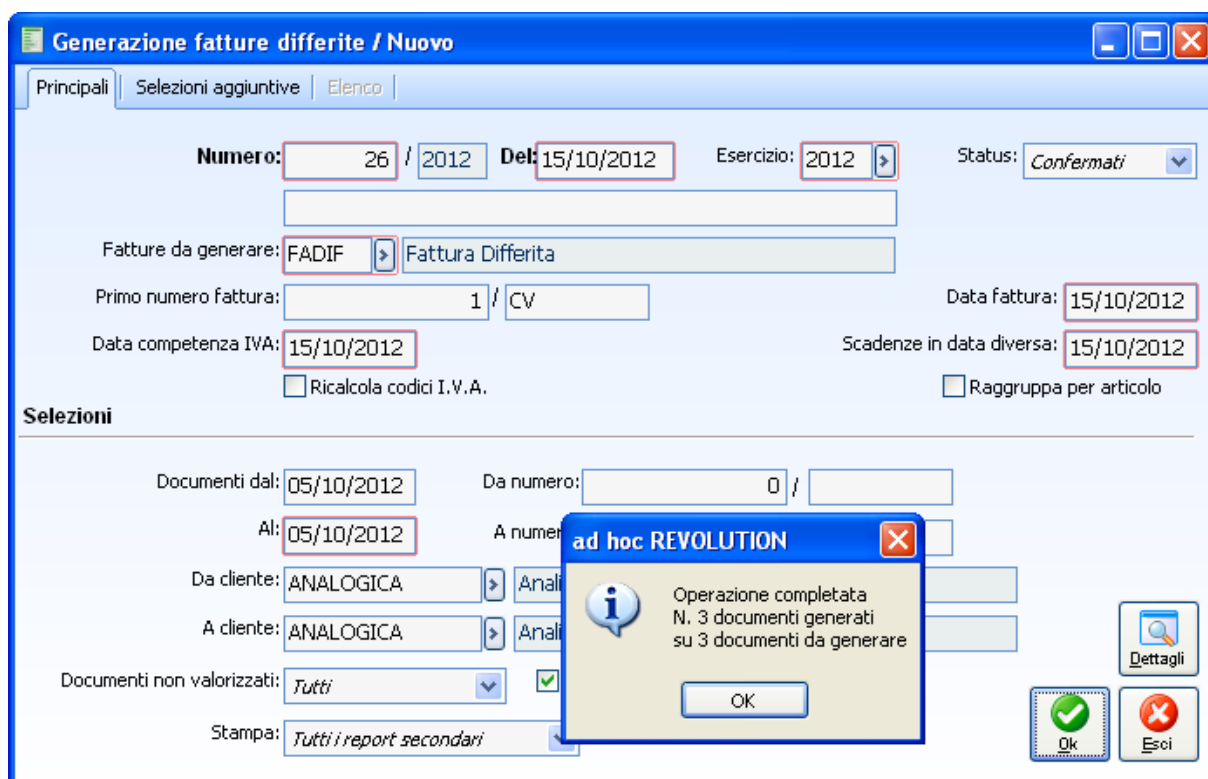 Generazione fatture differite / Nuovo
Principali Selezioni aggiuntive Elenco
Numero: 26 / 2012 Del: 15/10/2012 Esercizio: 2012 Status: Confermati
Fatture da generare: FADIF Fattura Differita
Primo numero fattura: 1 / CV Data fattura: 15/10/2012
Data competenza IVA: 15/10/2012 Scadenze in data diversa: 15/10/2012
Ricalcola codici I.V.A. Raggruppa per articolo
Selezioni
Documenti dal: 05/10/2012 Da numero: 0 /
Al: 05/10/2012 A numer
Da cliente: ANALOGICA Anali
A cliente: ANALOGICA Anali
Documenti non valorizzati: Tutti
Stampa: Tutti i report secondari
ad hoc REVOLUTION
Operazione completata
N. 3 documenti generati
su 3 documenti da generare
OK
Dettagli
Ok Esci